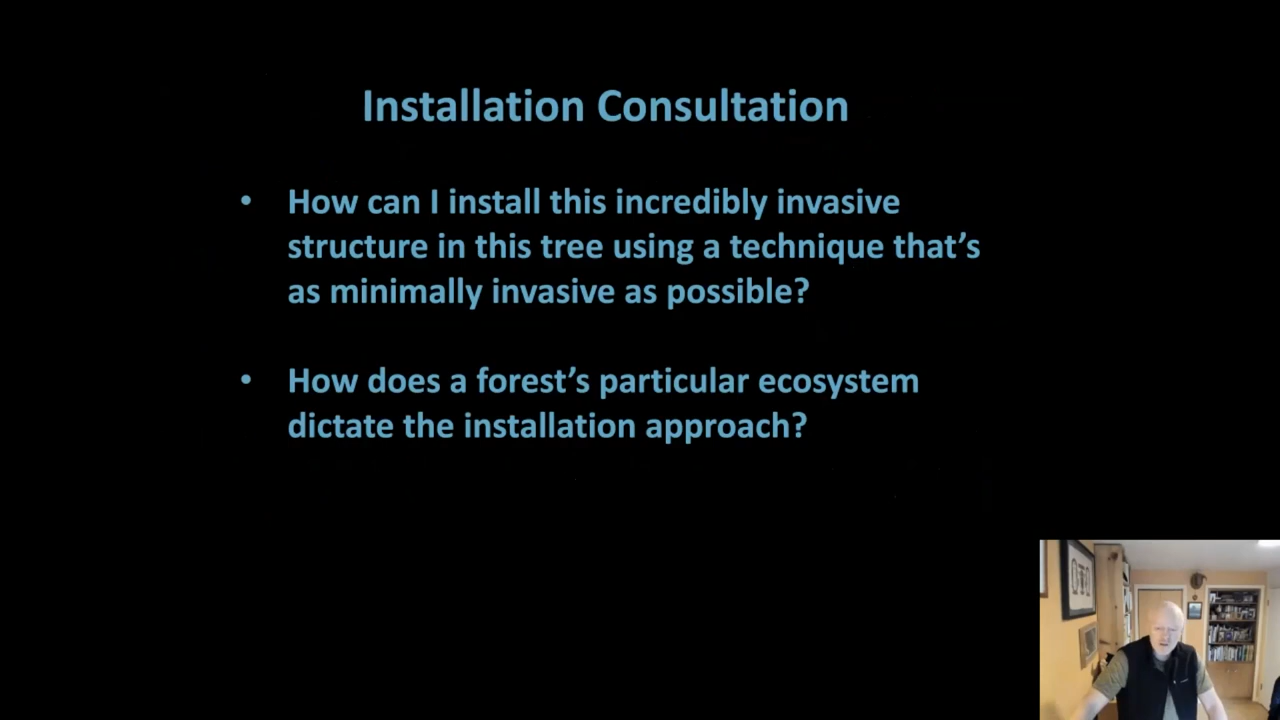 Installation Consultation
• How can I install this incredibly invasive
structure in this tree using a technique that’s
as minimally invasive as possible?
• How does a forest’s particular ecosystem
dictate the installation approach?